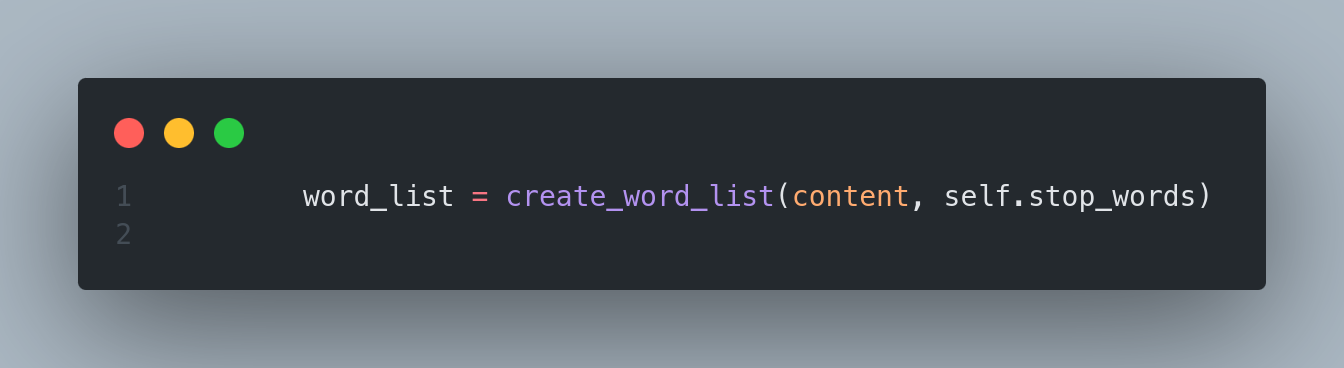 1 word_list = create_word_list(content, self.stop_words)
2